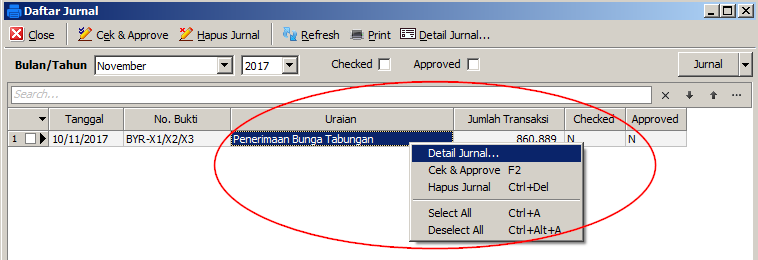 Daftar Jurnal
Close Cek & Approve Hapus Jurnal Refresh Print Detail Jurnal...
Bulan/Tahun November 2017 Checked Approved Jurnal
Search...
Tanggal No. Bukti Uraian Jumlah Transaksi Checked Approved
1 10/11/2017 BYR-X1/X2/X3 Penerimaan Bunga Tabungan 860.889 N N
Detail Jurnal...
Cek & Approve F2
Hapus Jurnal Ctrl+Del
Select All Ctrl+A
Deselect All Ctrl+Alt+A